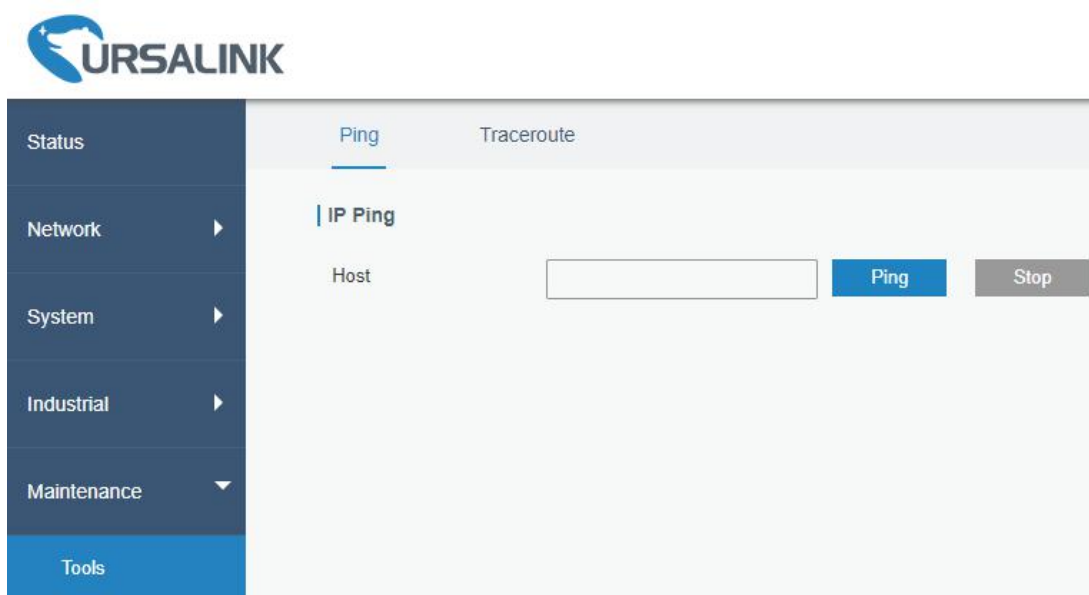 URSALINK
Status
Ping Traceroute
Network
IP Ping
Host Ping Stop
System
Industrial
Maintenance
Tools